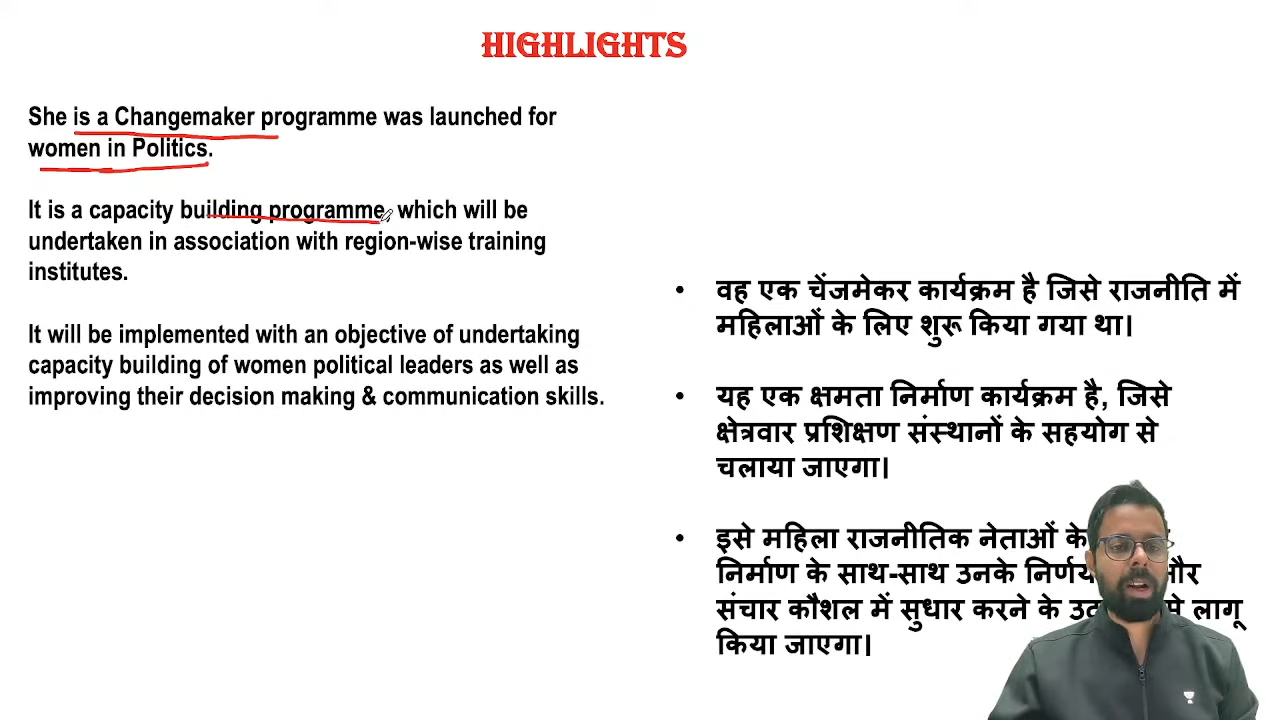 HIGHLIGHTS
She is a Changemaker programme was launched for
women in Politics.
It is a capacity building programme which will be
undertaken in association with region-wise training
institutes.
It will be implemented with an objective of undertaking
capacity building of women political leaders as well as
improving their decision making & communication skills.
• वह एक चेंजमेकर कार्यक्रम है जिसे राजनीति में
महिलाओं के लिए शुरू किया गया था।
• यह एक क्षमता निर्माण कार्यक्रम है, जिसे
क्षेत्रवार प्रशिक्षण संस्थानों के सहयोग से
चलाया जाएगा।
• इसे महिला राजनीतिक नेताओं के
निर्माण के साथ-साथ उनके निर्णय
संचार कौशल में सुधार करने के लागू
किया जाएगा।